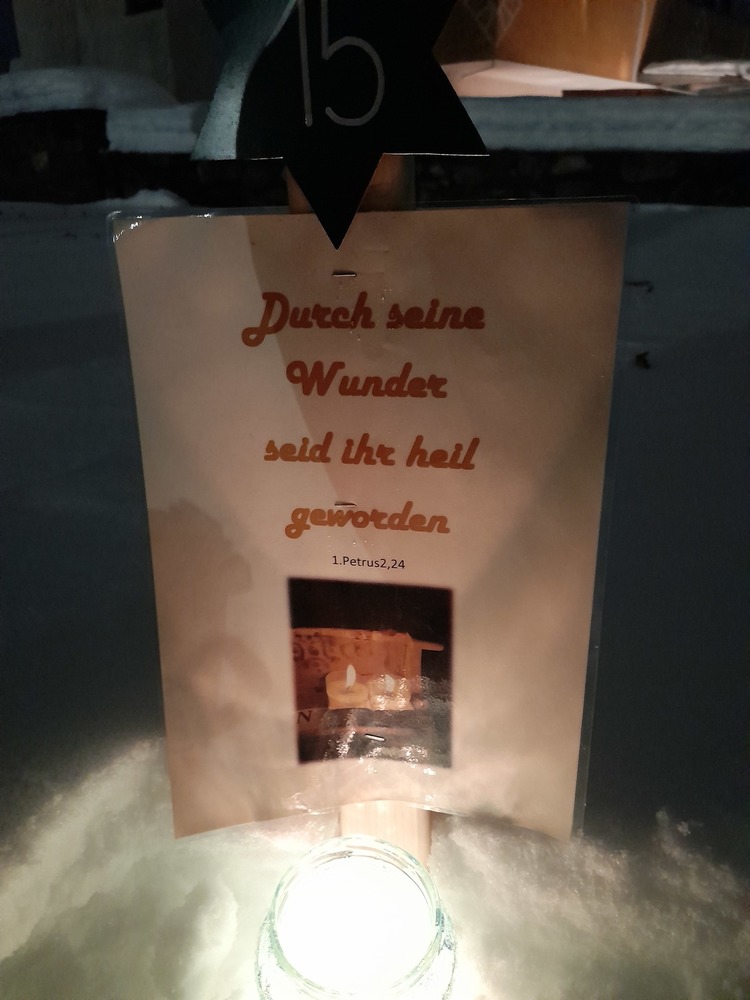 15
Durch seine
Wunder
seid ihr heil
geworden
1.Petrus2,24
N